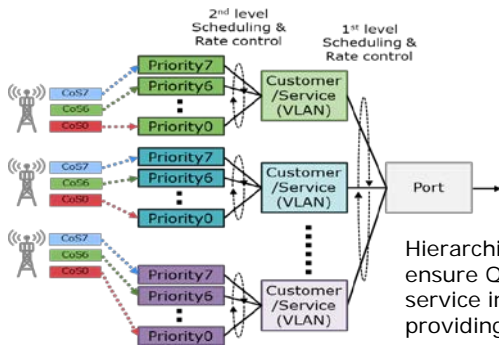 2nd level
Scheduling &
Rate control
1st level
Scheduling &
Rate control
CoS7
CoS6
CoS0
Priority7
Priority6
Priority0
Customer
/Service
(VLAN)
CoS7
CoS6
CoS0
Priority7
Priority6
Priority0
Customer
/Service
(VLAN)
Port
CoS7
CoS6
CoS0
Priority7
Priority6
Priority0
Customer
/Service
(VLAN)
Hierarchi
ensure Q
service in
providing